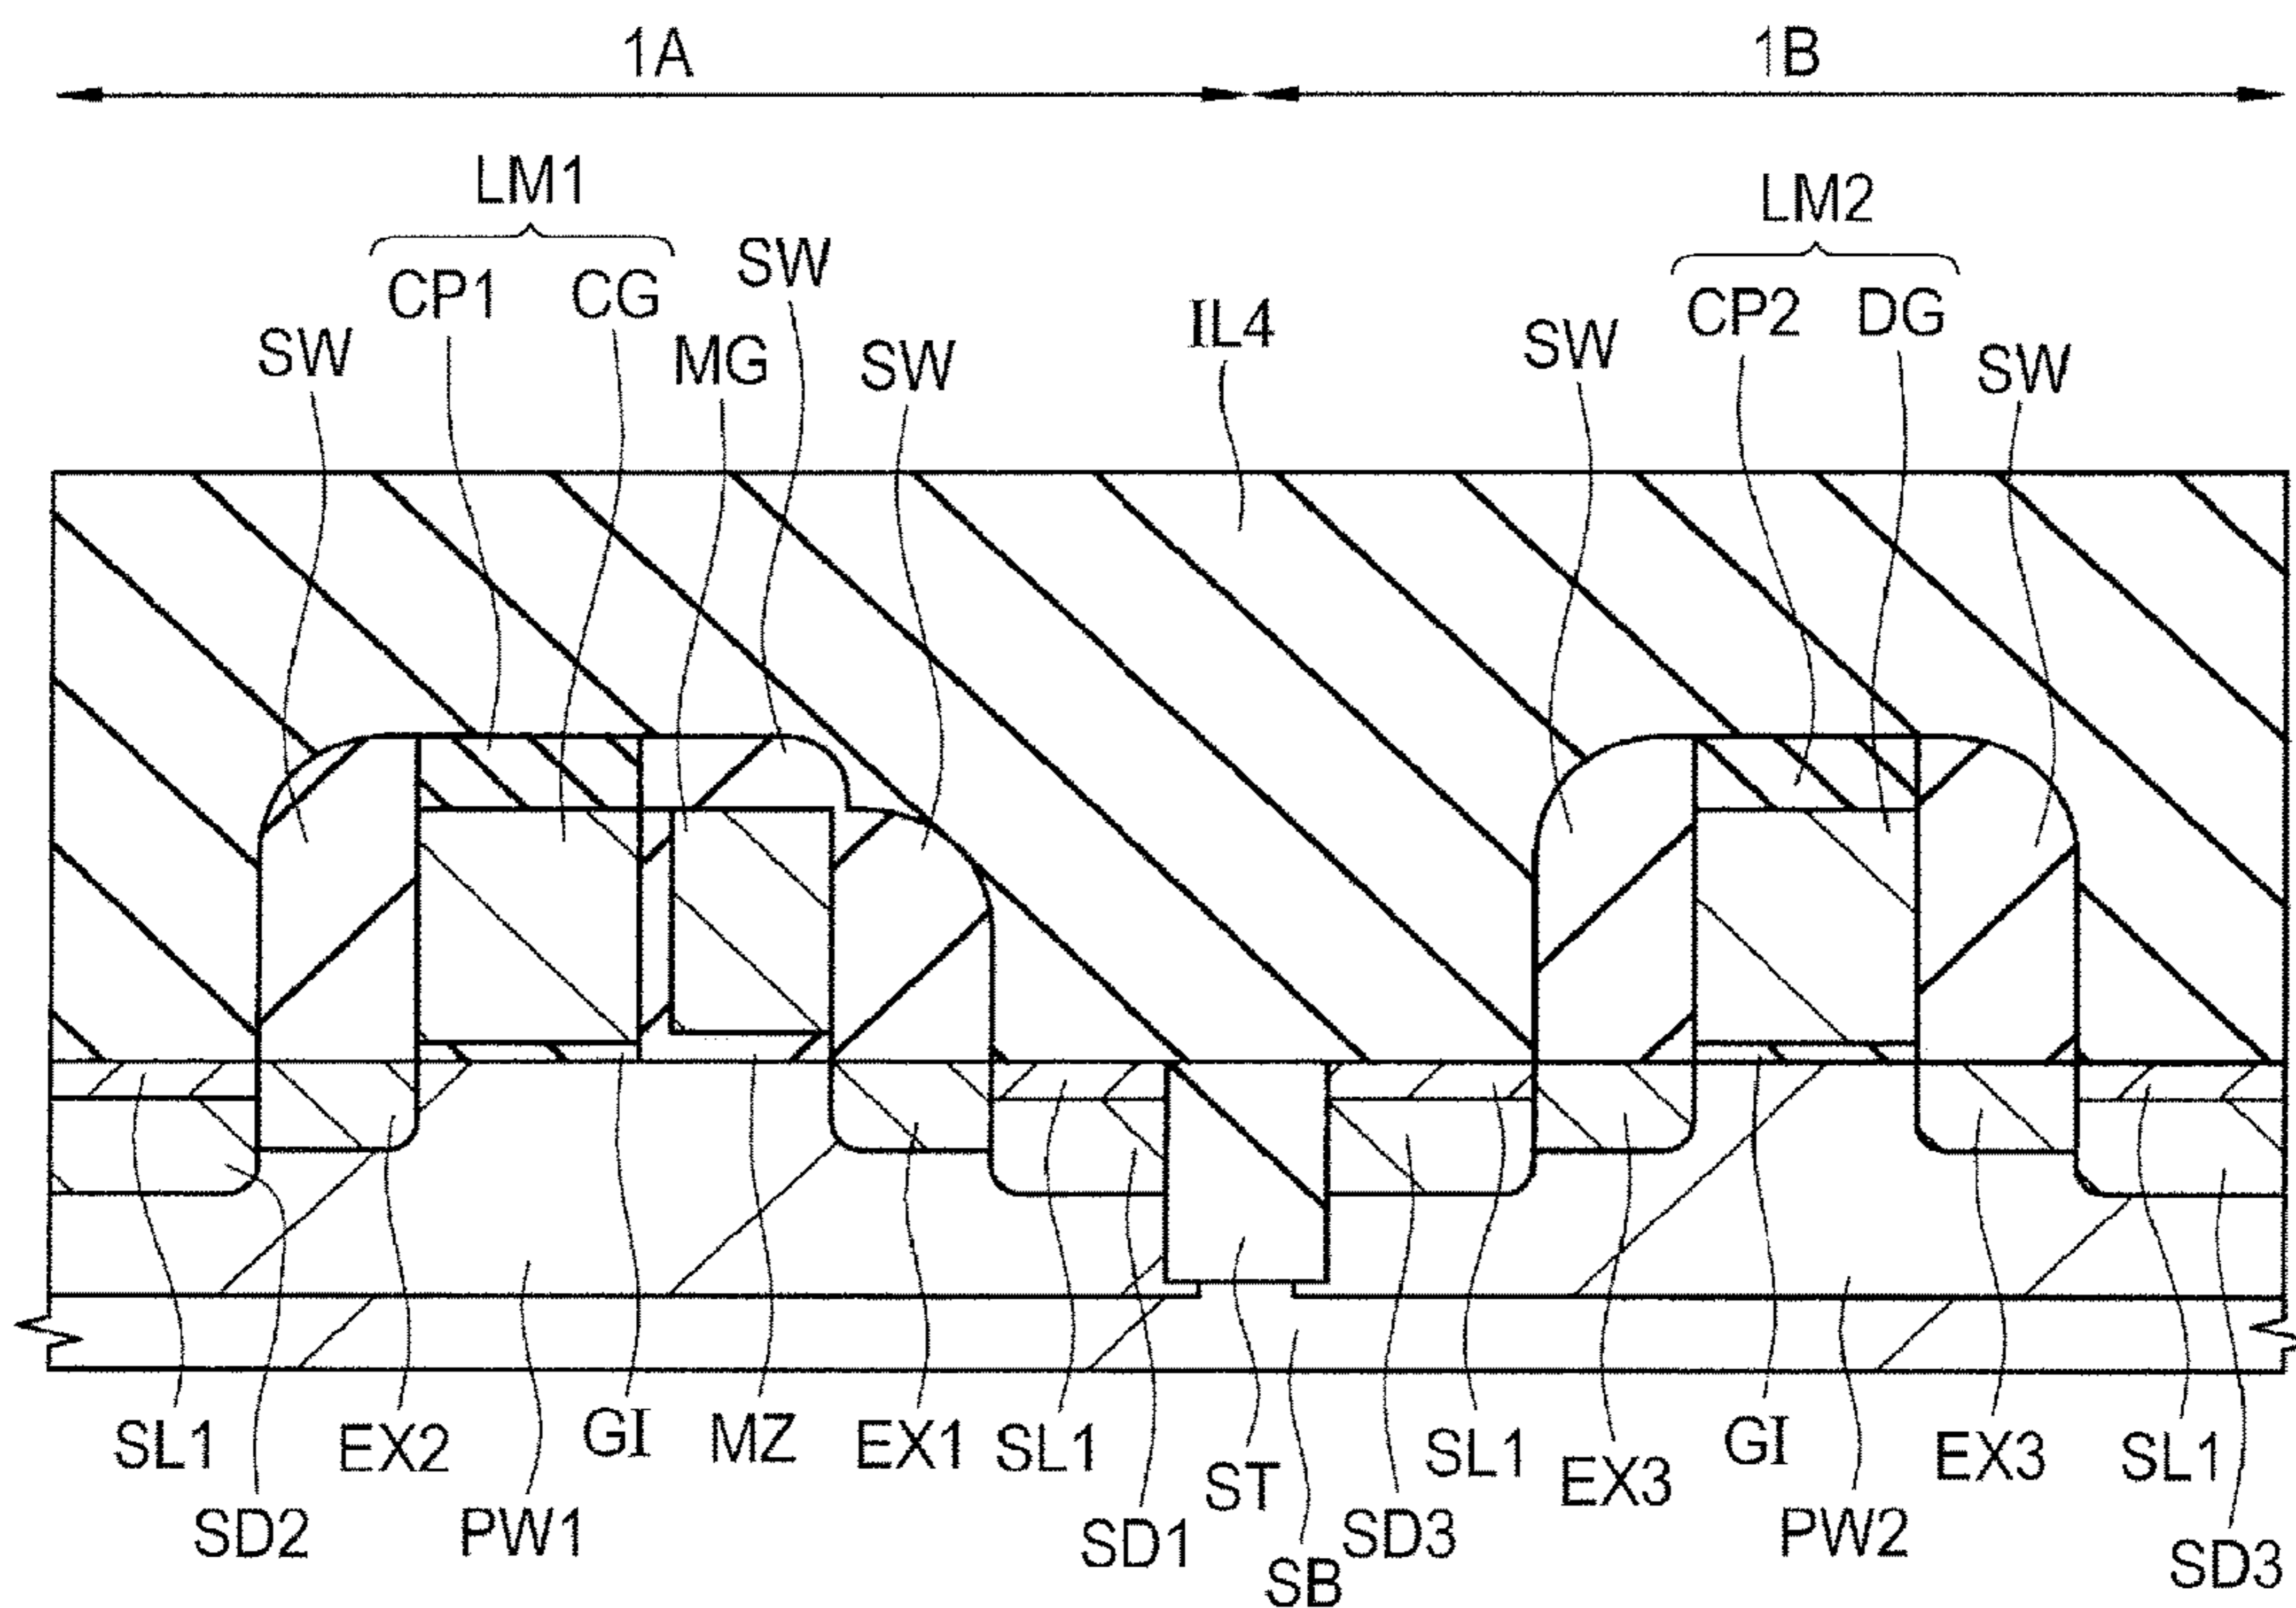 1A 1B
LM1 LM2
CP1 CG SW CP2 DG
SW MG SW IL4 SW SW
SL1 EX2 GI MZ EX1 SL1 ST SL1 EX3 GI EX3 SL1
SD2 PW1 SD1 SB SD3 PW2 SD3